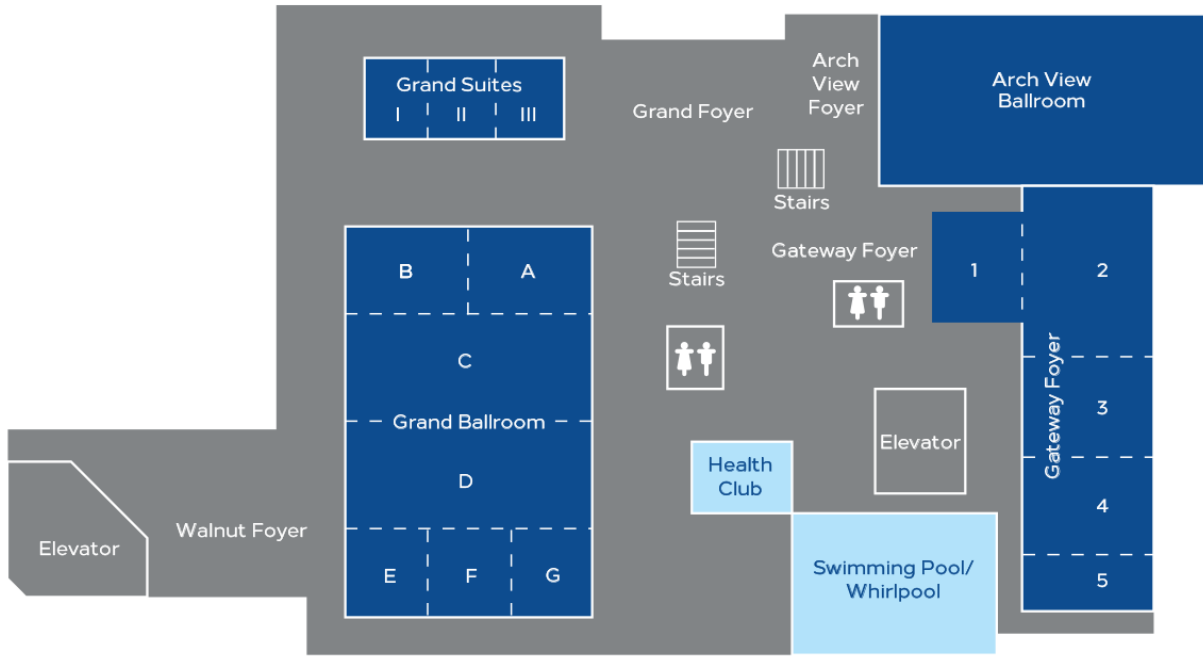 Grand Suites
I
II
III
Grand Foyer
Arch
View
Foyer
Arch View
Ballroom
Stairs
Stairs
Gateway Foyer
B
A
C
Grand Ballroom
D
E
F
G
1
2
3
4
5
Gateway Foyer
Elevator
Health
Club
Swimming Pool/
Whirlpool
Walnut Foyer
Elevator